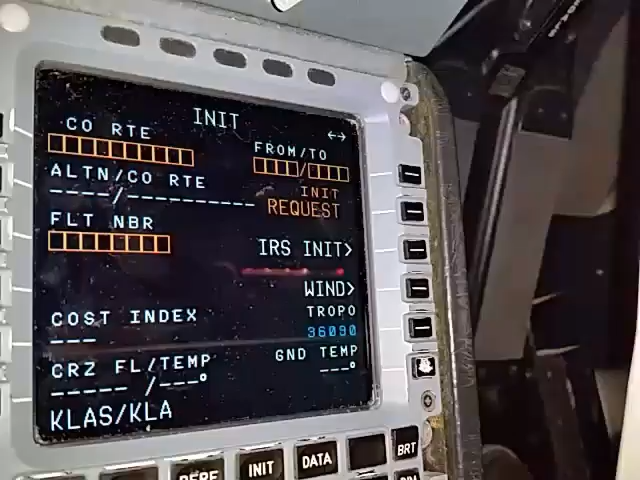 INIT
←→
CO RTE
FROM/TO
/
ALTN/CO RTE
INIT
----/----------
REQUEST
FLT NBR
IRS INIT>
WIND>
COST INDEX
TROPO
---
36090
CRZ FL/TEMP
GND TEMP
----- /---°
---°
KLAS/KLA
INIT
DATA
BRT